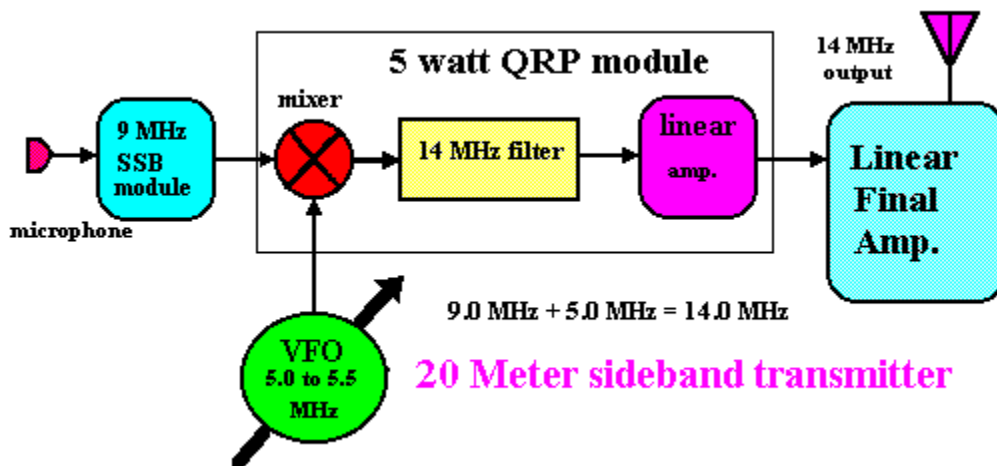 14 MHz
output
5 watt QRP module
mixer
9 MHz
SSB
module
14 MHz filter
linear
amp.
Linear
Final
Amp.
microphone
9.0 MHz + 5.0 MHz = 14.0 MHz
VFO
5.0 to 5.5
MHz
20 Meter sideband transmitter